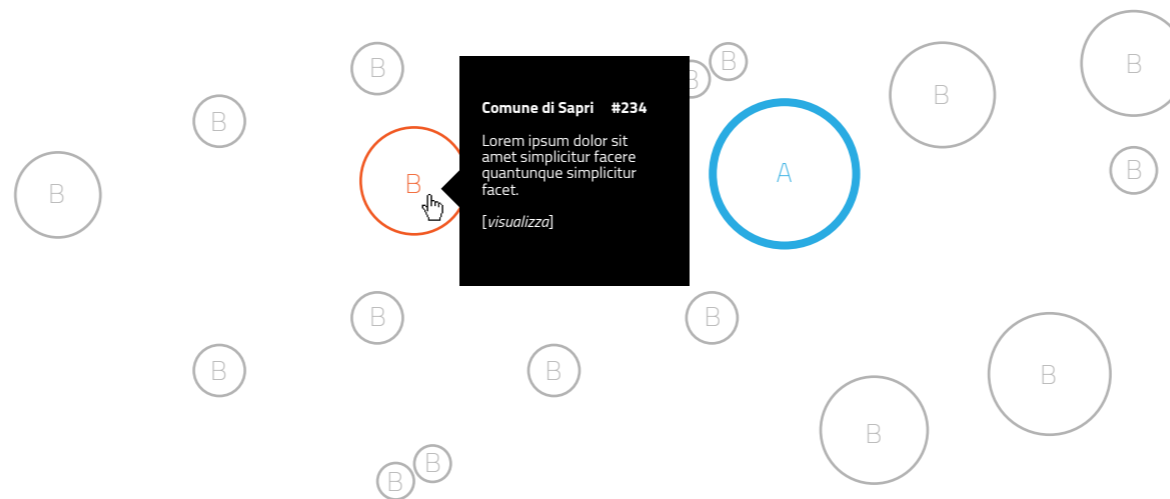 B
B
B
B
B
B
B
Comune di Sapri #234
Lorem ipsum dolor sit
amet simplicitur facere
quantunque simplicitur
facet.
[visualizza]
A
B
B
B
B
B
B
B
B
B
B
B